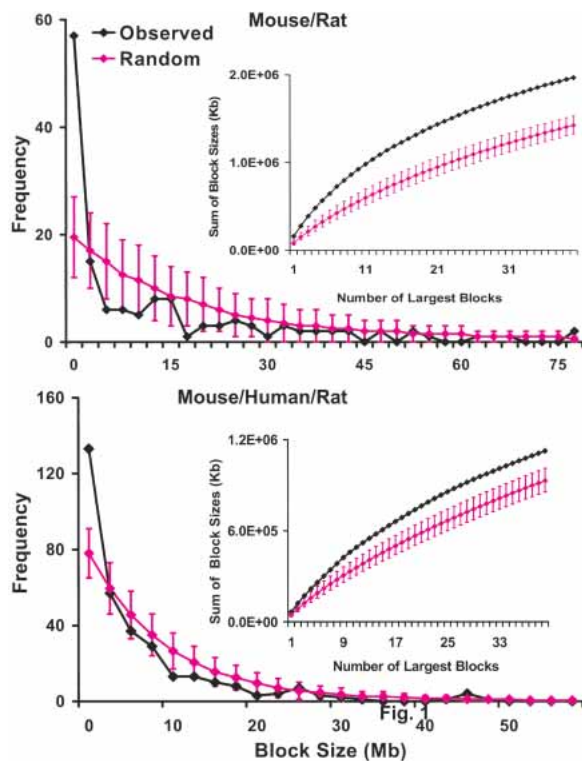 Mouse/Rat
Observed
Random
60
40
20
0
Frequency
0 15 30 45 60 75
2.0E+06
1.0E+06
0.0E+00
Sum of Block Sizes (Kb)
1 11 21 31
Number of Largest Blocks
Mouse/Human/Rat
160
120
80
40
0
Frequency
0 10 20 30 40 50
1.2E+06
6.0E+05
0.0E+00
Sum of Block Sizes (Kb)
1 9 17 25 33
Number of Largest Blocks
Fig. 1
Block Size (Mb)